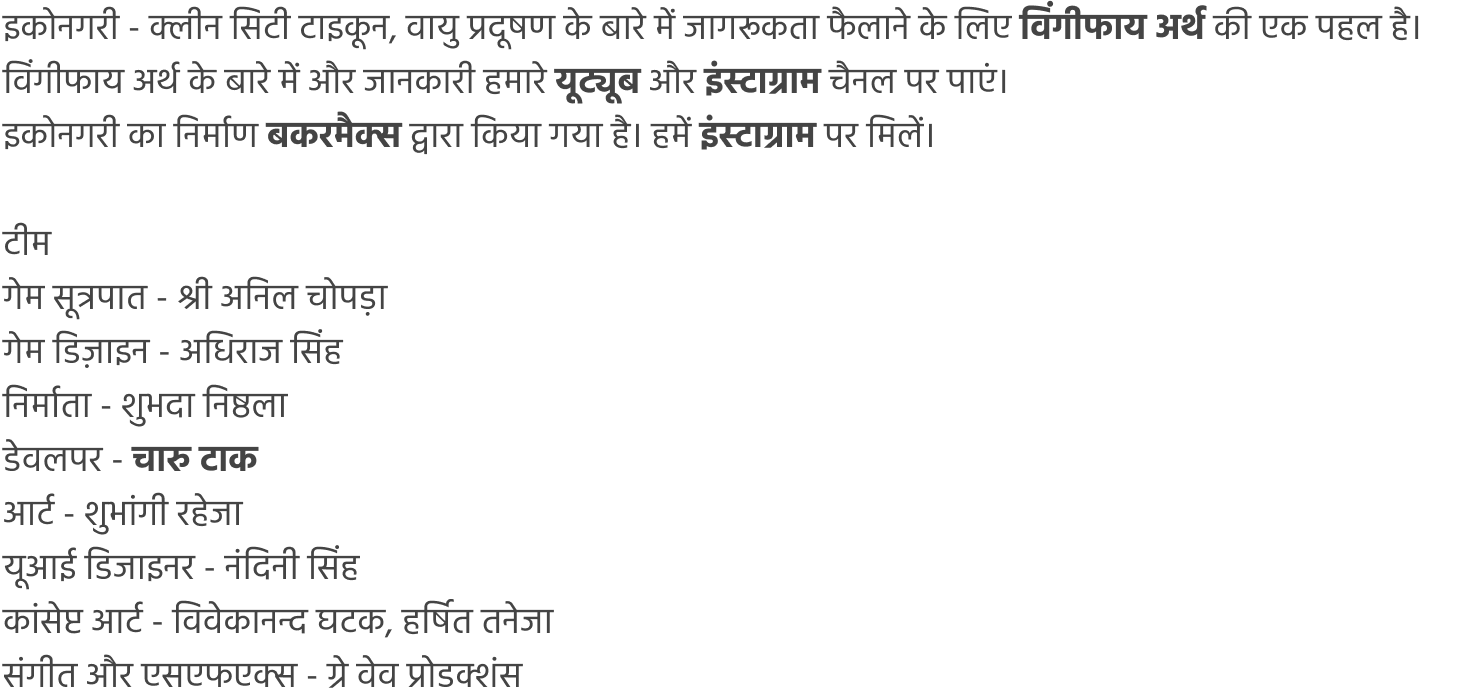 इकोनगरी - क्लीन सिटी टाइकून, वायु प्रदूषण के बारे में जागरूकता फैलाने के लिए विंगीफाय अर्थ की एक पहल है।
विंगीफाय अर्थ के बारे में और जानकारी हमारे यूट्यूब और इंस्टाग्राम चैनल पर पाएं।
इकोनगरी का निर्माण बकरमैक्स द्वारा किया गया है। हमें इंस्टाग्राम पर मिलें।
टीम
गेम सूत्रपात - श्री अनिल चोपड़ा
गेम डिज़ाइन - अधिराज सिंह
निर्माता - शुभदा निष्ठला
डेवलपर - चारु टाक
आर्ट - शुभांगी रहेजा
यूआई डिजाइनर - नंदिनी सिंह
कांसेप्ट आर्ट - विवेकानन्द घटक, हर्षित तनेजा
संगीत और एसएफएक्स - ग्रे वेव प्रोडक्शंस